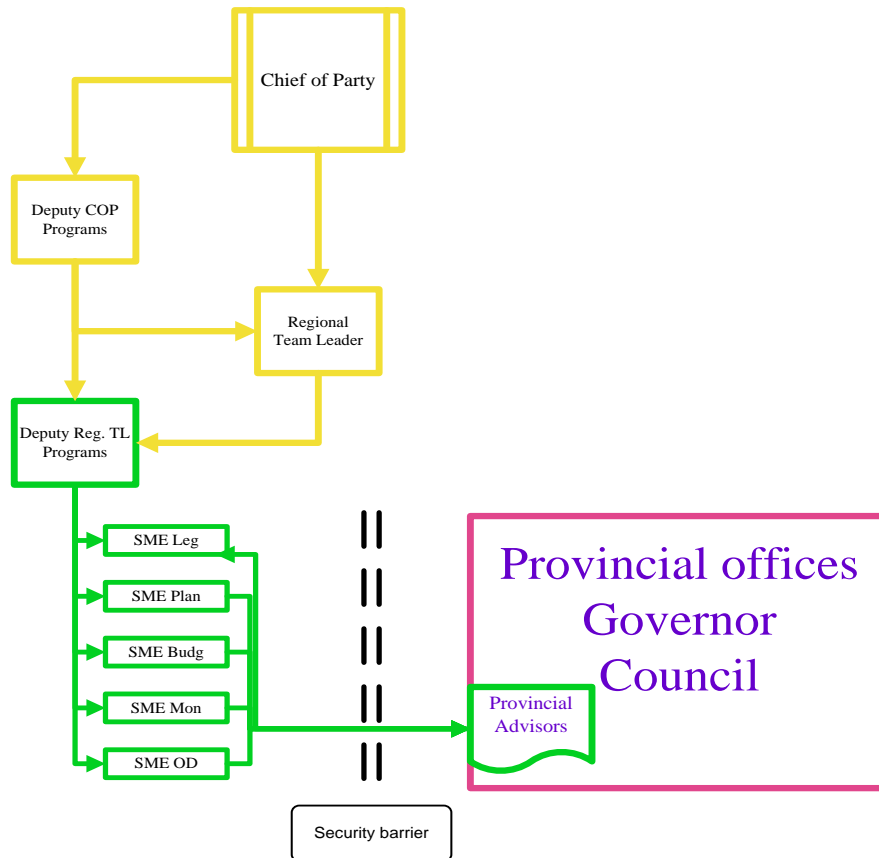 Chief of Party
Deputy COP
Programs
Regional
Team Leader
Deputy Reg. TL
Programs
SME Leg
SME Plan
SME Budg
SME Mon
SME OD
Provincial offices
Governor
Council
Provincial
Advisors
Security barrier